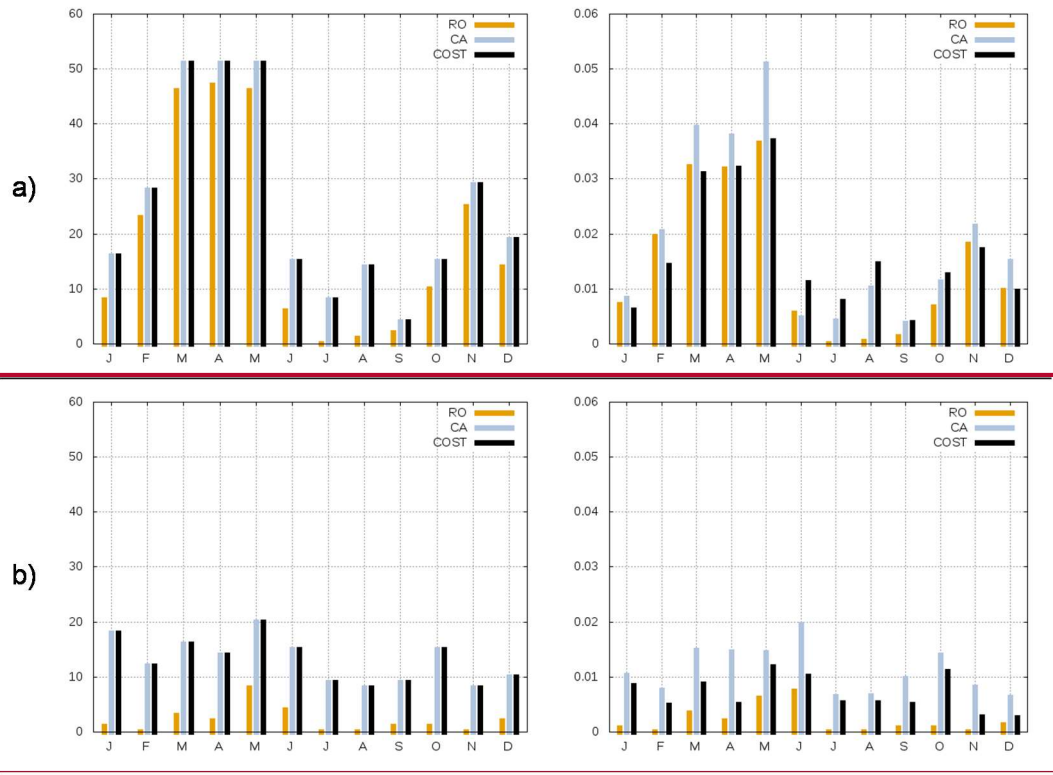 a)
60
50
40
30
20
10
0
RO
CA
COST
J F M A M J J A S O N D
0.06
0.05
0.04
0.03
0.02
0.01
0
RO
CA
COST
J F M A M J J A S O N D
b)
60
50
40
30
20
10
0
RO
CA
COST
J F M A M J J A S O N D
0.06
0.05
0.04
0.03
0.02
0.01
0
RO
CA
COST
J F M A M J J A S O N D